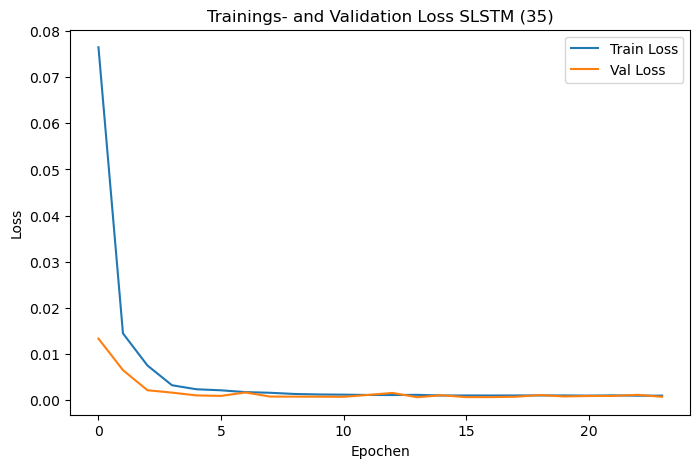 Trainings- and Validation Loss SLSTM (35)
Train Loss
Val Loss
0.08
0.07
0.06
0.05
0.04
0.03
0.02
0.01
0.00
Loss
0 5 10 15 20
Epochen